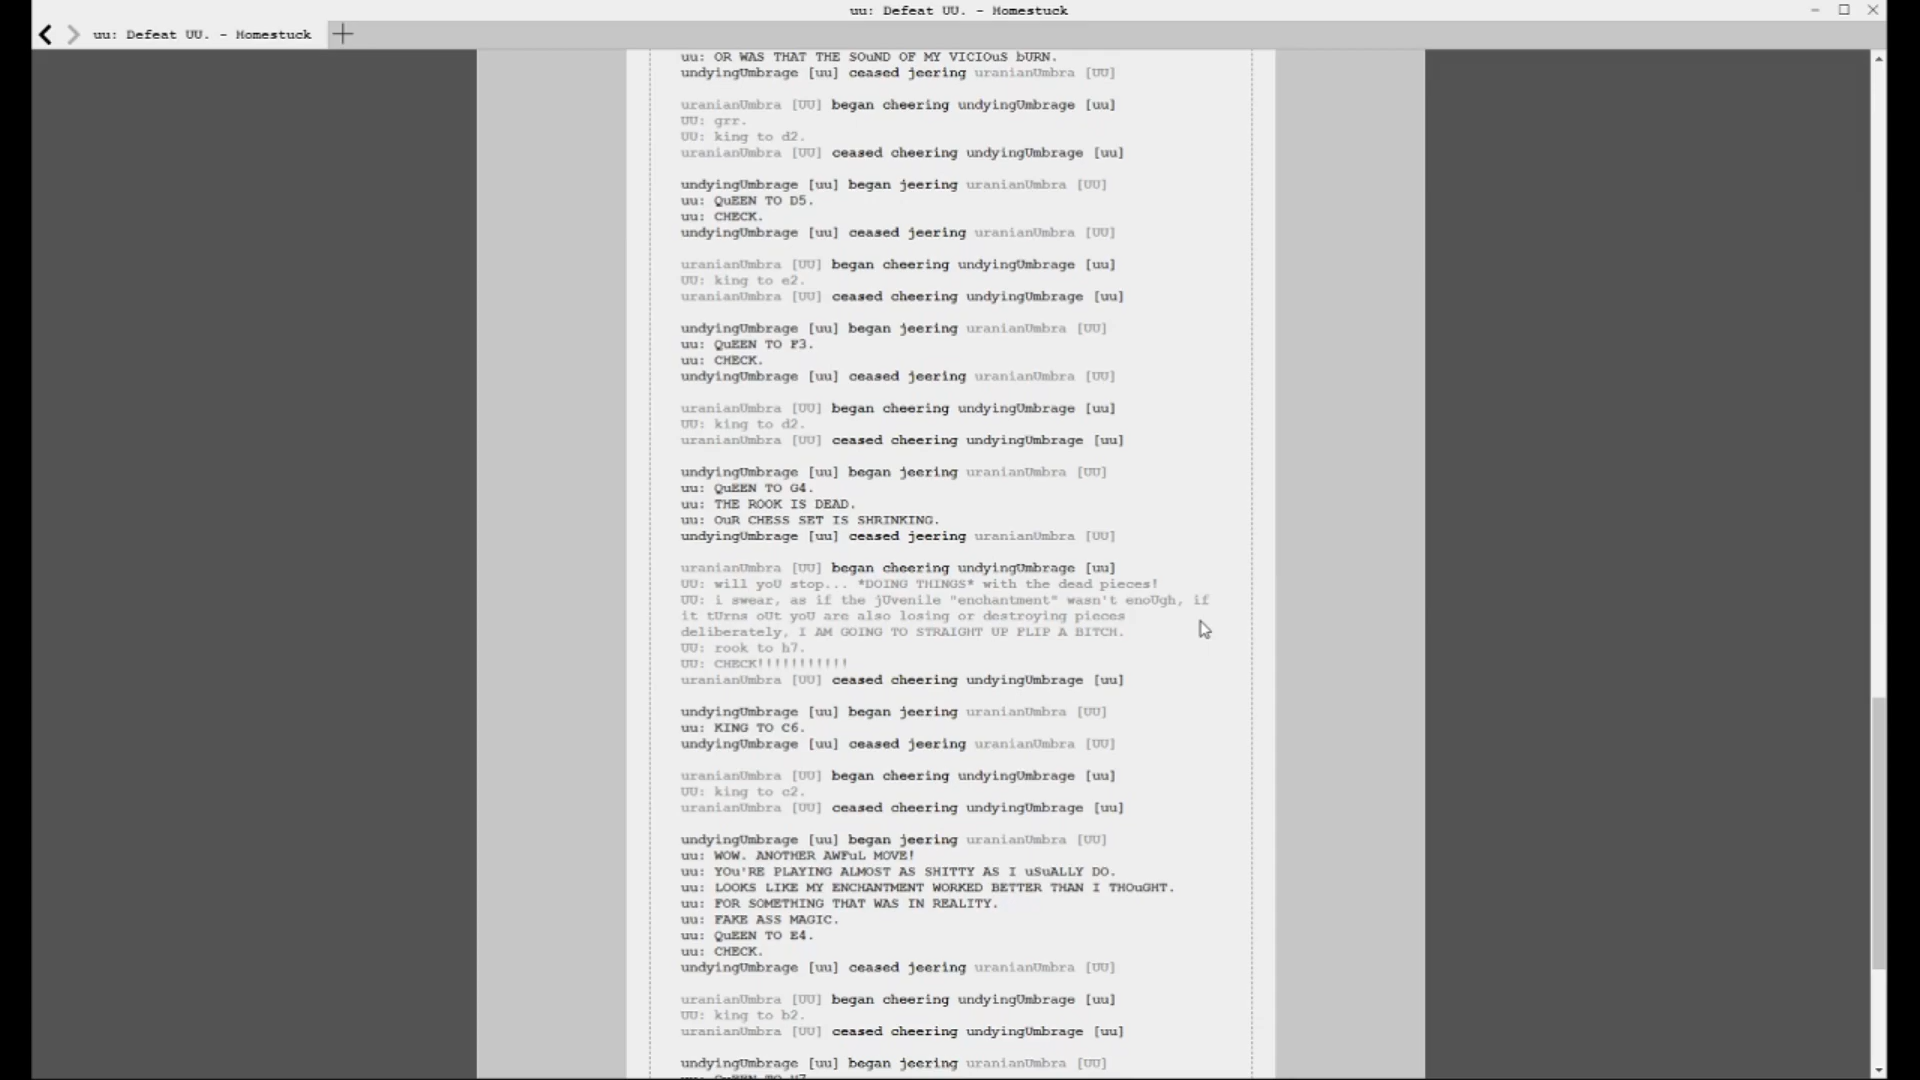 uu: Defeat UU. - Homestuck
uu: Defeat UU. - Homestuck
uu: OR WAS THAT THE SOuND OF MY VICIOuS bURN.
undyingUmbrage [uu] ceased jeering uranianUmbra [UU]
uranianUmbra [UU] began cheering undyingUmbrage [uu]
UU: grr.
UU: king to d2.
uranianUmbra [UU] ceased cheering undyingUmbrage [uu]
undyingUmbrage [uu] began jeering uranianUmbra [UU]
uu: QuEEN TO D5.
uu: CHECK.
undyingUmbrage [uu] ceased jeering uranianUmbra [UU]
uranianUmbra [UU] began cheering undyingUmbrage [uu]
UU: king to e2.
uranianUmbra [UU] ceased cheering undyingUmbrage [uu]
undyingUmbrage [uu] began jeering uranianUmbra [UU]
uu: QuEEN TO F3.
uu: CHECK.
undyingUmbrage [uu] ceased jeering uranianUmbra [UU]
uranianUmbra [UU] began cheering undyingUmbrage [uu]
UU: king to d2.
uranianUmbra [UU] ceased cheering undyingUmbrage [uu]
undyingUmbrage [uu] began jeering uranianUmbra [UU]
uu: QuEEN TO G4.
uu: THE ROOK IS DEAD.
uu: OuR CHESS SET IS SHRINKING.
undyingUmbrage [uu] ceased jeering uranianUmbra [UU]
uranianUmbra [UU] began cheering undyingUmbrage [uu]
UU: will yoU stop... *DOING THINGS* with the dead pieces!
UU: i swear, as if the jUvenile "enchantment" wasn't enoUgh, if
it tUrns oUt yoU are also losing or destroying pieces
deliberately, I AM GOING TO STRAIGHT UP FLIP A BITCH.
UU: rook to h7.
UU: CHECK!!!!!!!!!!!
uranianUmbra [UU] ceased cheering undyingUmbrage [uu]
undyingUmbrage [uu] began jeering uranianUmbra [UU]
uu: KING TO C6.
undyingUmbrage [uu] ceased jeering uranianUmbra [UU]
uranianUmbra [UU] began cheering undyingUmbrage [uu]
UU: king to c2.
uranianUmbra [UU] ceased cheering undyingUmbrage [uu]
undyingUmbrage [uu] began jeering uranianUmbra [UU]
uu: WOW. ANOTHER AWFuL MOVE!
uu: YOu'RE PLAYING ALMOST AS SHITTY AS I uSuALLY DO.
uu: LOOKS LIKE MY ENCHANTMENT WORKED BETTER THAN I THOuGHT.
uu: FOR SOMETHING THAT WAS IN REALITY.
uu: FAKE ASS MAGIC.
uu: QuEEN TO E4.
uu: CHECK.
undyingUmbrage [uu] ceased jeering uranianUmbra [UU]
uranianUmbra [UU] began cheering undyingUmbrage [uu]
UU: king to b2.
uranianUmbra [UU] ceased cheering undyingUmbrage [uu]
undyingUmbrage [uu] began jeering uranianUmbra [UU]